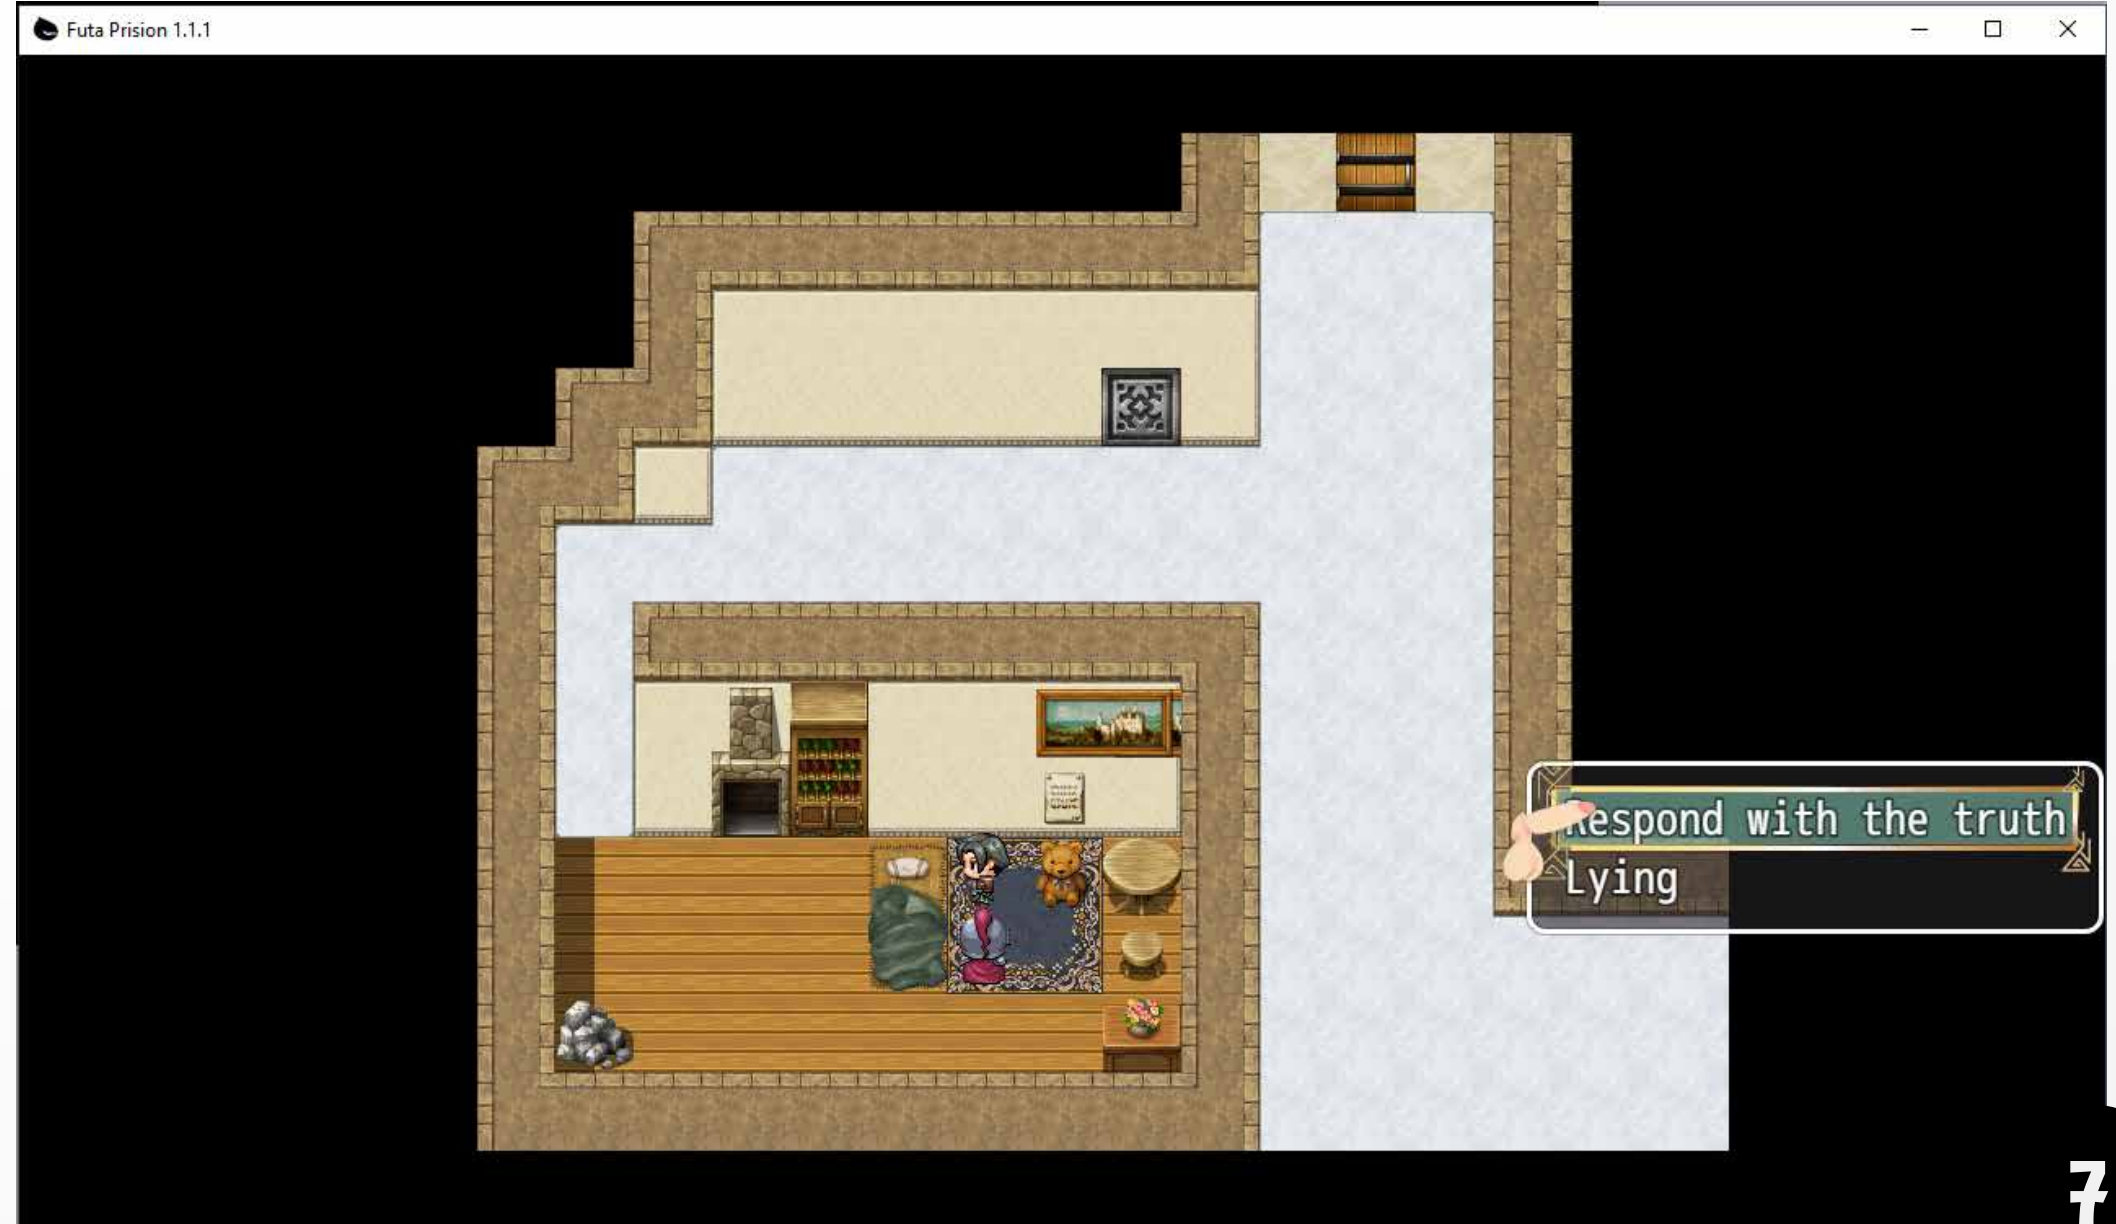 Futa Prision 1.1.1
Respond with the truth
Lying
7